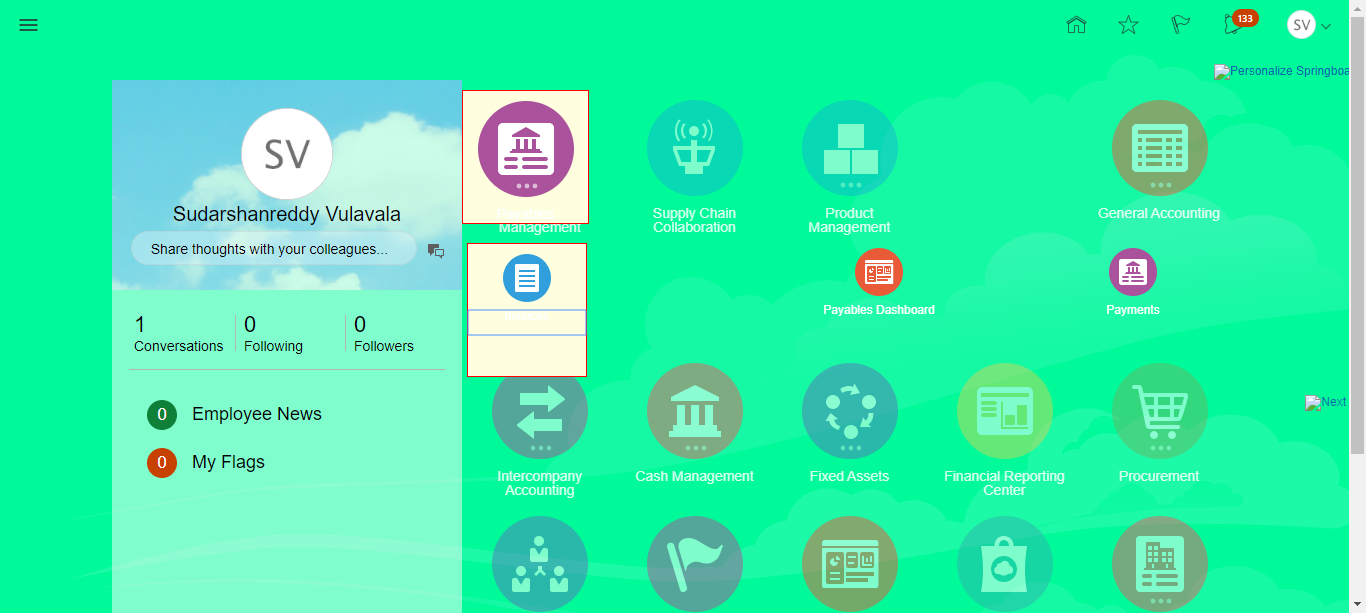 133
SV
Personalize Springboa
SV
Sudarshanreddy Vulavala
Share thoughts with your colleagues...
1
Conversations
0
Following
0
Followers
0
Employee News
0
My Flags
Management
Supply Chain
Collaboration
Product
Management
General Accounting
Payables Dashboard
Payments
Intercompany
Accounting
Cash Management
Fixed Assets
Financial Reporting
Center
Procurement
Next